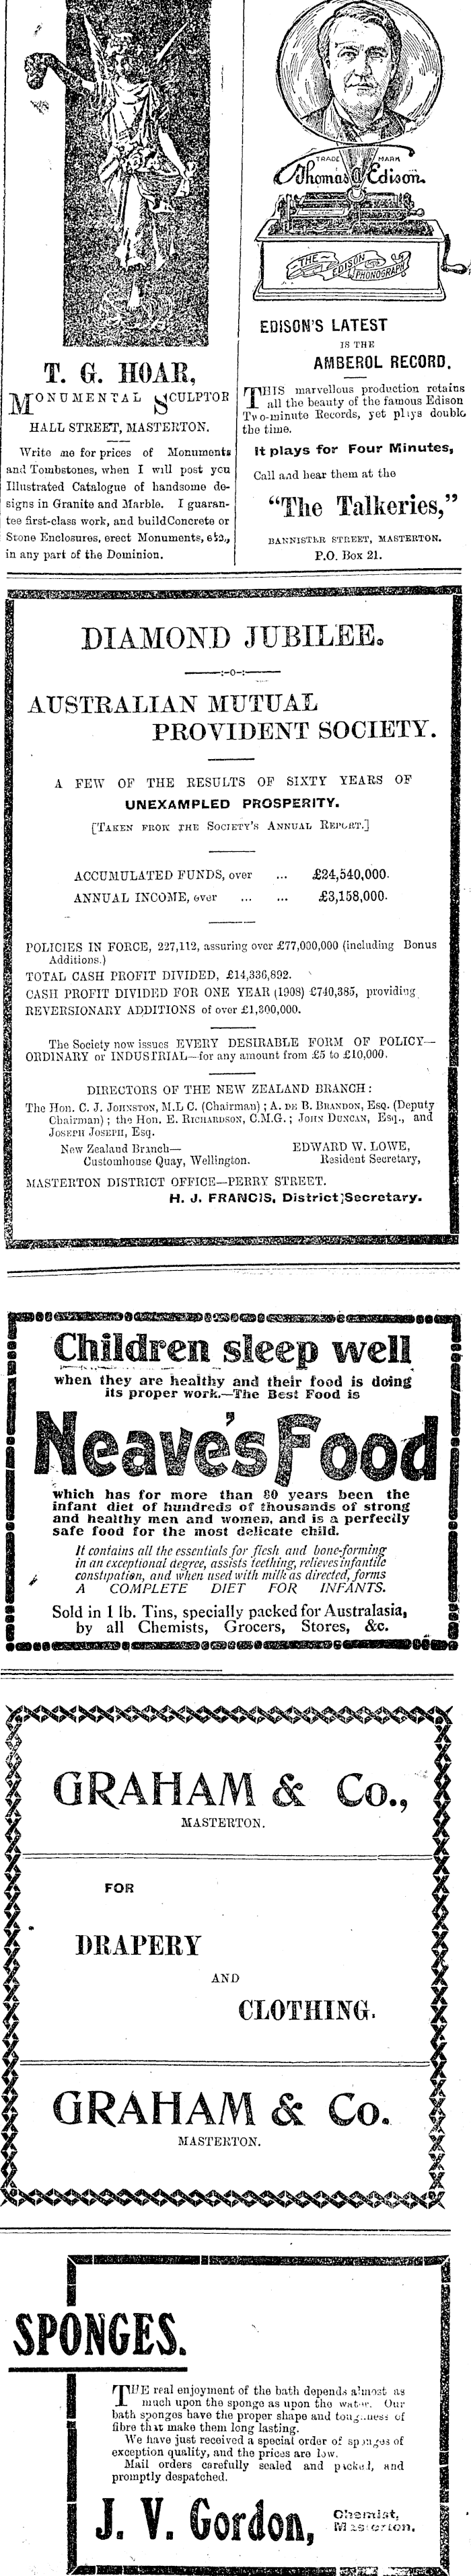 T. G. HOAR,
MONUMENTAL SCULPTOR
HALL STREET, MASTERTON.
Write me for prices of Monuments
and Tombstones, when I will post you
Illustrated Catalogue of handsome de-
signs in Granite and Marble. I guaran-
tee first-class work, and build Concrete or
Stone Enclosures, erect Monuments, etc.,
in any part of the Dominion.
TRADE MARK
Thomas A Edison
THE EDISON PHONOGRAPH
EDISON'S LATEST
IS THE
AMBEROL RECORD.
THIS marvellous production retains
all the beauty of the famous Edison
Two-minute Records, yet plays double
the time.
It plays for Four Minutes,
Call and hear them at the
"The Talkeries,"
BANNISTER STREET, MASTERTON.
P.O. Box 21.
DIAMOND JUBILEE.
—:-o-:—
AUSTRALIAN MUTUAL
PROVIDENT SOCIETY.
A FEW OF THE RESULTS OF SIXTY YEARS OF
UNEXAMPLED PROSPERITY.
[TAKEN FROM THE SOCIETY'S ANNUAL REPORT.]
ACCUMULATED FUNDS, over ... £24,540,000.
ANNUAL INCOME, over ... ... £3,158,000.
POLICIES IN FORCE, 227,112, assuring over £77,000,000 (including Bonus
Additions.)
TOTAL CASH PROFIT DIVIDED, £14,336,892.
CASH PROFIT DIVIDED FOR ONE YEAR (1908) £740,385, providing
REVERSIONARY ADDITIONS of over £1,300,000.
The Society now issues EVERY DESIRABLE FORM OF POLICY—
ORDINARY or INDUSTRIAL—for any amount from £5 to £10,000.
DIRECTORS OF THE NEW ZEALAND BRANCH:
The Hon. C. J. JOHNSTON, M.L C. (Chairman) ; A. DE B. BRANDON, Esq. (Deputy
Chairman) ; the Hon. E. RICHARDSON, C.M.G. ; JOHN DUNCAN, Esq., and
JOSEPH JOSEPH, Esq.
New Zealand Branch—
Customhouse Quay, Wellington.
EDWARD W. LOWE,
Resident Secretary,
MASTERTON DISTRICT OFFICE—PERRY STREET.
H. J. FRANCIS, District Secretary.
Children sleep well
when they are healthy and their food is doing
its proper work.—The Best Food is
Neave's Food
which has for more than 80 years been the
infant diet of hundreds of thousands of strong
and healthy men and women, and is a perfectly
safe food for the most delicate child.
It contains all the essentials for flesh and bone-forming
in an exceptional degree, assists teething, relieves infantile
constipation, and when used with milk as directed, forms
A COMPLETE DIET FOR INFANTS.
Sold in 1 lb. Tins, specially packed for Australasia,
by all Chemists, Grocers, Stores, &c.
GRAHAM & Co.,
MASTERTON.
FOR
DRAPERY
AND
CLOTHING.
GRAHAM & Co.
MASTERTON.
SPONGES.
THE real enjoyment of the bath depends almost as
much upon the sponge as upon the water. Our
bath sponges have the proper shape and toughness of
fibre that make them long lasting.
We have just received a special order of sponges of
exception quality, and the prices are low.
Mail orders carefully sealed and packed, and
promptly despatched.
J. V. Gordon,
Chemist,
Masterton.